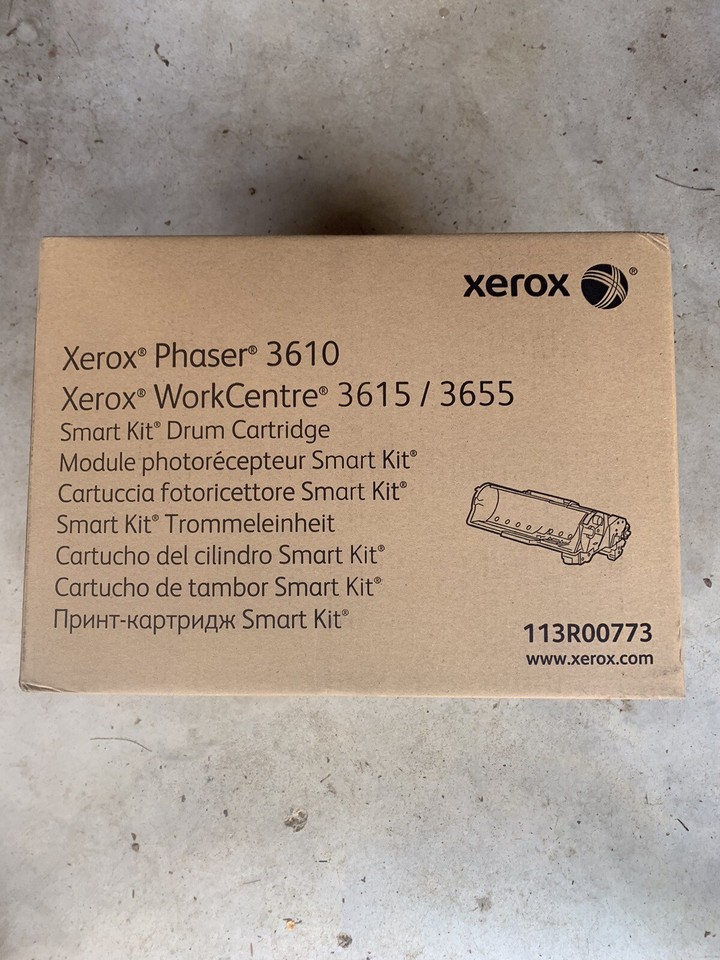 xerox®
Xerox® Phaser® 3610
Xerox® WorkCentre® 3615 / 3655
Smart Kit® Drum Cartridge
Module photorécepteur Smart Kit®
Cartuccia fotoricettore Smart Kit®
Smart Kit® Trommeleinheit
Cartucho del cilindro Smart Kit®
Cartucho de tambor Smart Kit®
Принт-картридж Smart Kit®
113R00773
www.xerox.com